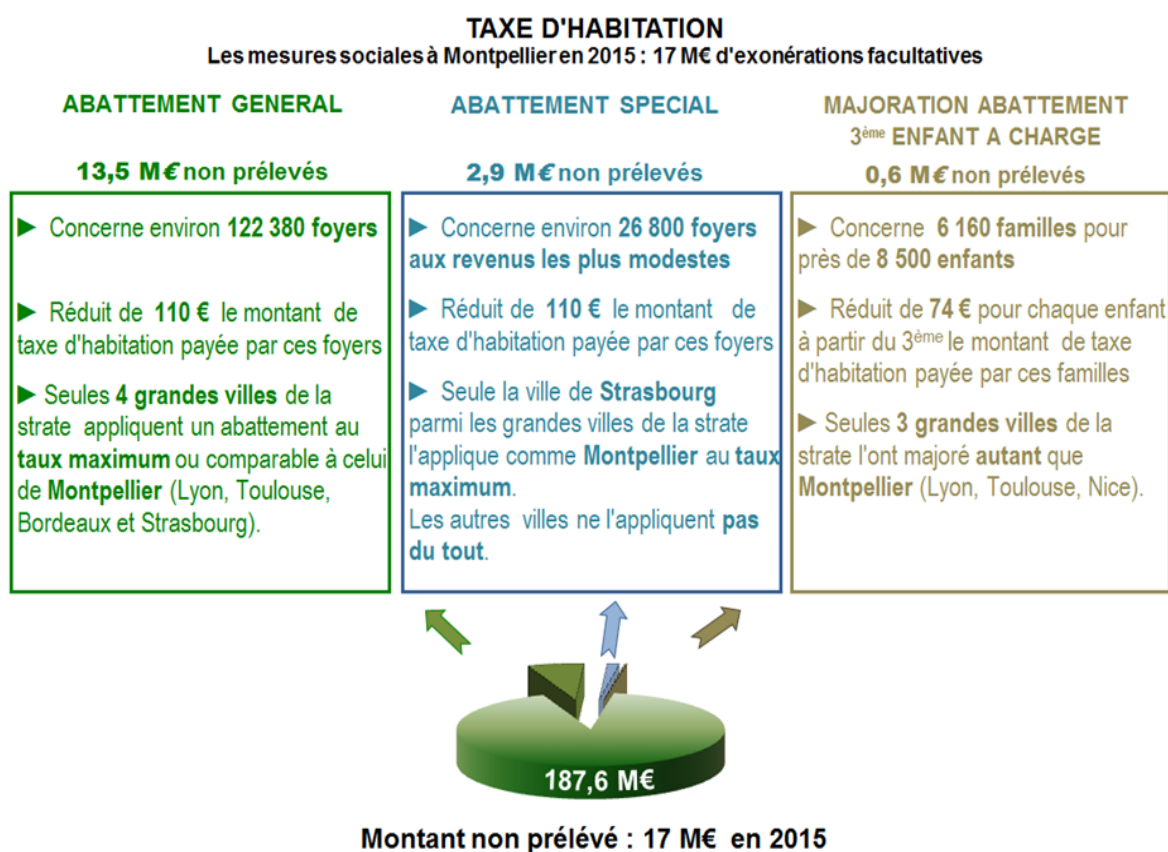 TAXE D'HABITATION
Les mesures sociales à Montpellier en 2015 : 17 M€ d'exonérations facultatives
ABATTEMENT GENERAL
13,5 M€ non prélevés
► Concerne environ 122 380 foyers
► Réduit de 110 € le montant de
taxe d'habitation payée par ces foyers
► Seules 4 grandes villes de la
strate appliquent un abattement au
taux maximum ou comparable à celui
de Montpellier (Lyon, Toulouse,
Bordeaux et Strasbourg).
ABATTEMENT SPECIAL
2,9 M€ non prélevés
► Concerne environ 26 800 foyers
aux revenus les plus modestes
► Réduit de 110 € le montant de
taxe d'habitation payée par ces foyers
► Seule la ville de Strasbourg
parmi les grandes villes de la strate
l'applique comme Montpellier au taux
maximum.
Les autres villes ne l'appliquent pas
du tout.
MAJORATION ABATTEMENT
3ème ENFANT A CHARGE
0,6 M€ non prélevés
► Concerne 6 160 familles pour
près de 8 500 enfants
► Réduit de 74 € pour chaque enfant
à partir du 3ème le montant de taxe
d'habitation payée par ces familles
► Seules 3 grandes villes de la
strate l'ont majoré autant que
Montpellier (Lyon, Toulouse, Nice).
187,6 M€
Montant non prélévé : 17 M€ en 2015